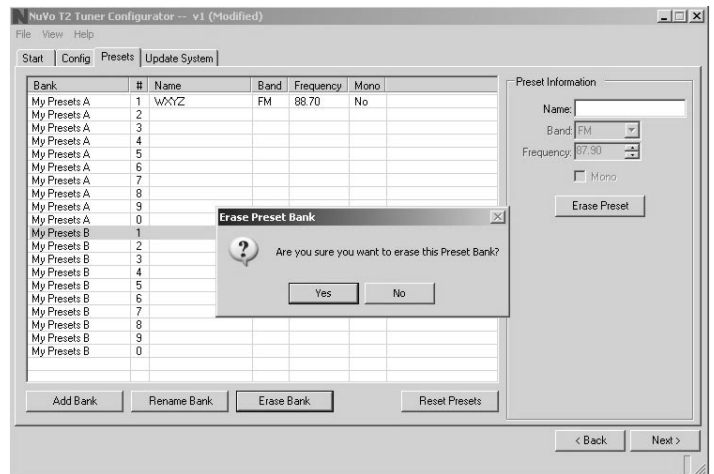 NuVo T2 Tuner Configurator -- v1 (Modified)
File View Help
Start Config Presets Update System
Bank # Name Band Frequency Mono
My Presets A 1 WXYZ FM 88.70 No
My Presets A 2
My Presets A 3
My Presets A 4
My Presets A 5
My Presets A 6
My Presets A 7
My Presets A 8
My Presets A 9
My Presets A 0
My Presets B 1
My Presets B 2
My Presets B 3
My Presets B 4
My Presets B 5
My Presets B 6
My Presets B 7
My Presets B 8
My Presets B 9
My Presets B 0
Add Bank Rename Bank Erase Bank Reset Presets
Preset Information
Name:
Band: FM
Frequency: 87.90
Mono
Erase Preset
Erase Preset Bank
Are you sure you want to erase this Preset Bank?
Yes No
< Back Next >